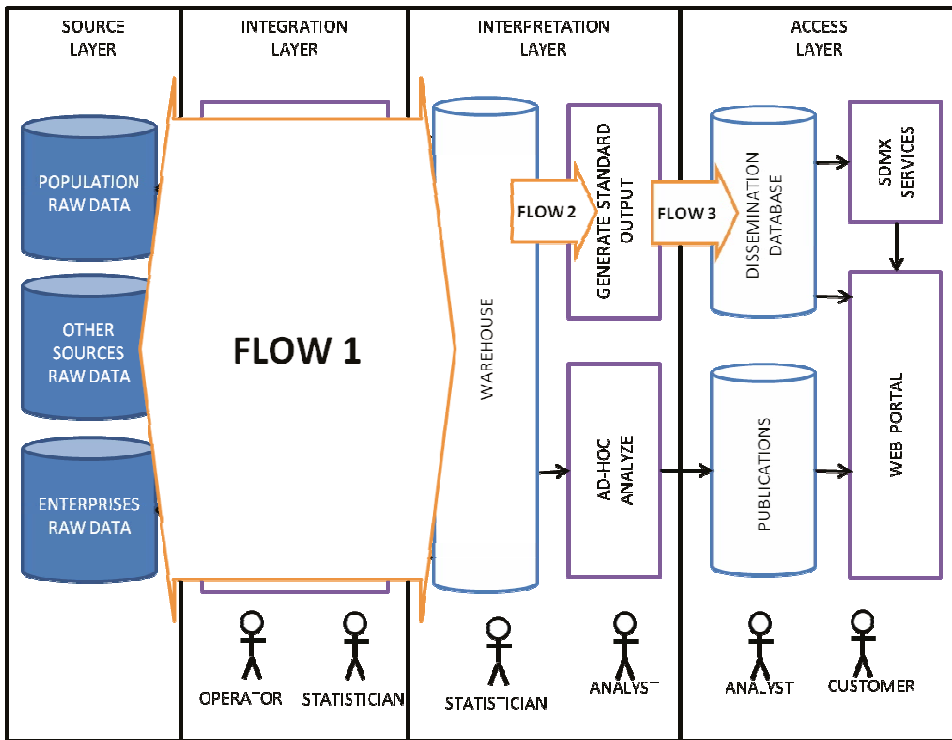 SOURCE
LAYER
INTEGRATION
LAYER
INTERPRETATION
LAYER
ACCESS
LAYER
POPULATION
RAW DATA
OTHER
SOURCES
RAW DATA
ENTERPRISES
RAW DATA
FLOW 1
WAREHOUSE
FLOW 2
GENERATE STANDARD
OUTPUT
FLOW 3
AD-HOC
ANALYZE
DISSEMINATION
DATABASE
PUBLICATIONS
SDMX
SERVICES
WEB PORTAL
OPERATOR
STATISTICIAN
STATISTICIAN
ANALYST
ANALYST
CUSTOMER